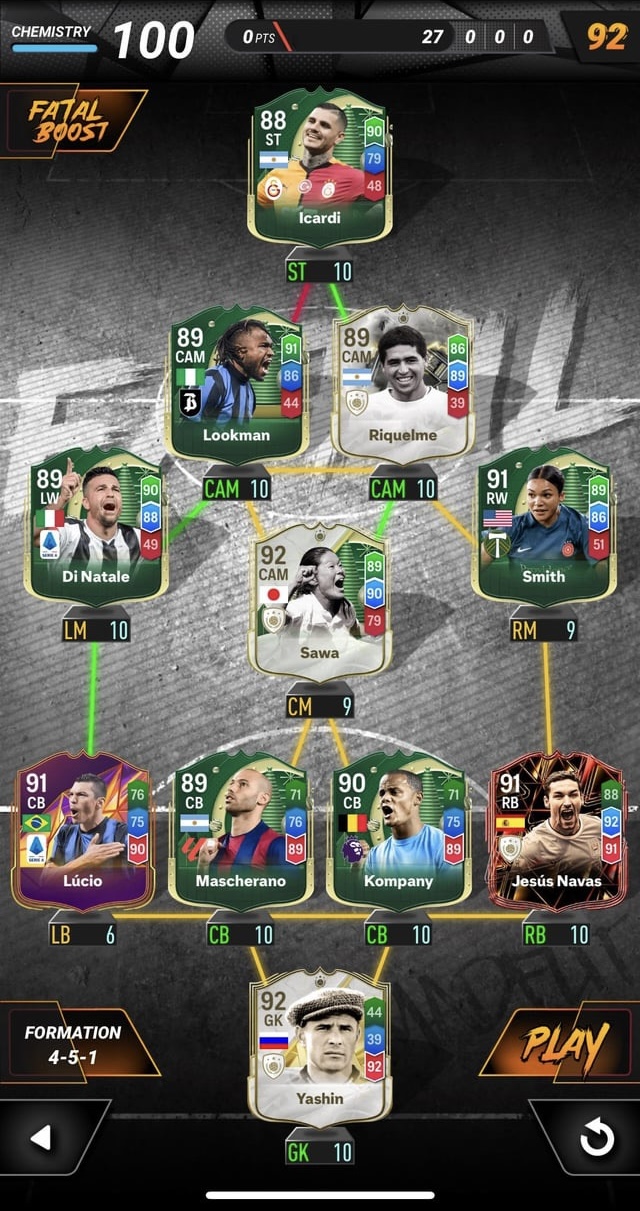 CHEMISTRY 100 0 PTS 27 0 0 0 92
FATAL
BOOST
88
ST
90
79
48
Icardi
ST 10
89
CAM
91
86
44
Lookman
CAM 10
89
CAM
86
89
39
Riquelme
CAM 10
89
LW
90
88
49
SERIE A
Di Natale
LM 10
91
RW
89
86
51
Smith
RM 9
92
CAM
89
90
79
Sawa
CM 9
91
CB
76
75
90
SERIE A
Lúcio
LB 6
89
CB
71
76
89
Mascherano
CB 10
90
CB
71
75
89
Kompany
CB 10
91
RB
88
92
91
Jesús Navas
RB 10
92
GK
44
39
92
Yashin
GK 10
FORMATION
4-5-1
PLAY